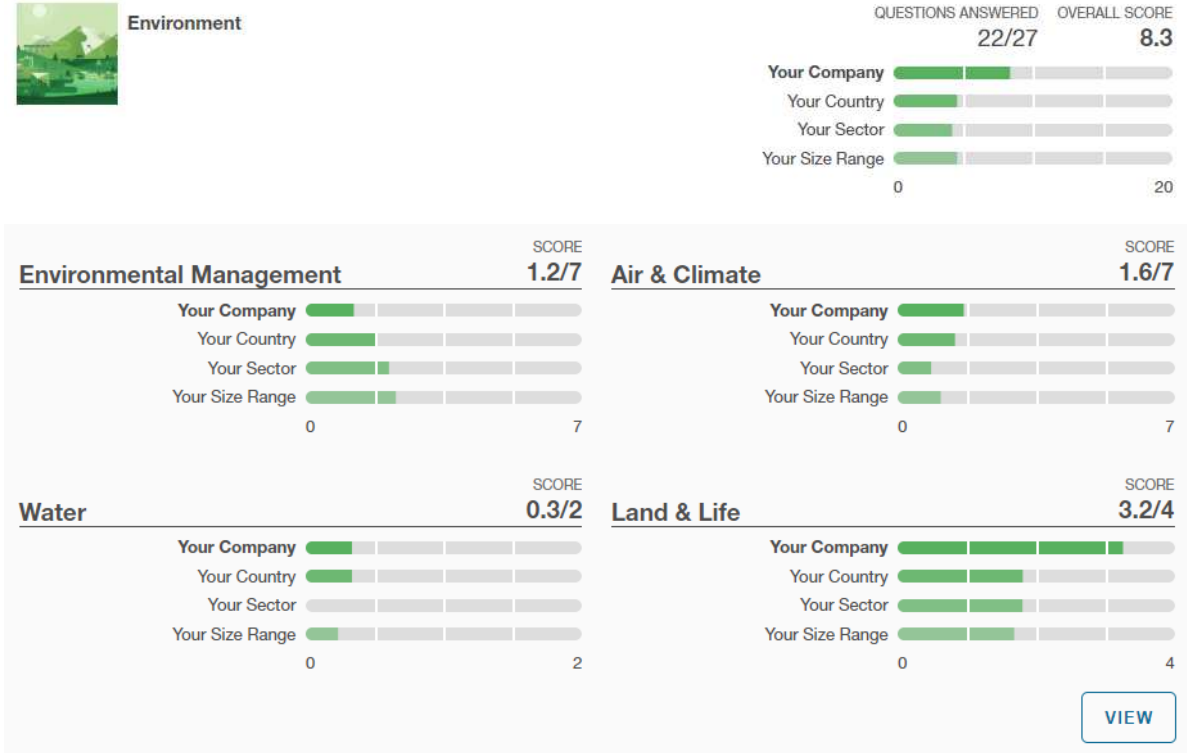 Environment
QUESTIONS ANSWERED OVERALL SCORE
22/27 8.3
Your Company
Your Country
Your Sector
Your Size Range
0 20
SCORE
Environmental Management 1.2/7
Your Company
Your Country
Your Sector
Your Size Range
0 7
SCORE
Air & Climate 1.6/7
Your Company
Your Country
Your Sector
Your Size Range
0 7
SCORE
Water 0.3/2
Your Company
Your Country
Your Sector
Your Size Range
0 2
SCORE
Land & Life 3.2/4
Your Company
Your Country
Your Sector
Your Size Range
0 4
VIEW